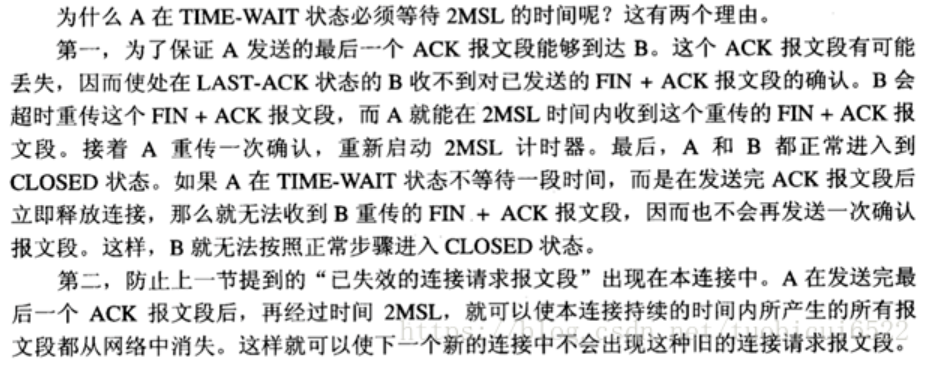 为什么 A 在 TIME-WAIT 状态必须等待 2MSL 的时间呢？这有两个理由。
第一，为了保证 A 发送的最后一个 ACK 报文段能够到达 B。这个 ACK 报文段有可能
丢失，因而使处在 LAST-ACK 状态的 B 收不到对已发送的 FIN + ACK 报文段的确认。B 会
超时重传这个 FIN + ACK 报文段，而 A 就能在 2MSL 时间内收到这个重传的 FIN + ACK 报
文段。接着 A 重传一次确认，重新启动 2MSL 计时器。最后，A 和 B 都正常进入到
CLOSED 状态。如果 A 在 TIME-WAIT 状态不等待一段时间，而是在发送完 ACK 报文段后
立即释放连接，那么就无法收到 B 重传的 FIN + ACK 报文段，因而也不会再发送一次确认
报文段。这样，B 就无法按照正常步骤进入 CLOSED 状态。
第二，防止上一节提到的“已失效的连接请求报文段”出现在本连接中。A 在发送完最
后一个 ACK 报文段后，再经过时间 2MSL，就可以使本连接持续的时间内所产生的所有报
文段都从网络中消失。这样就可以使下一个新的连接中不会出现这种旧的连接请求报文段。